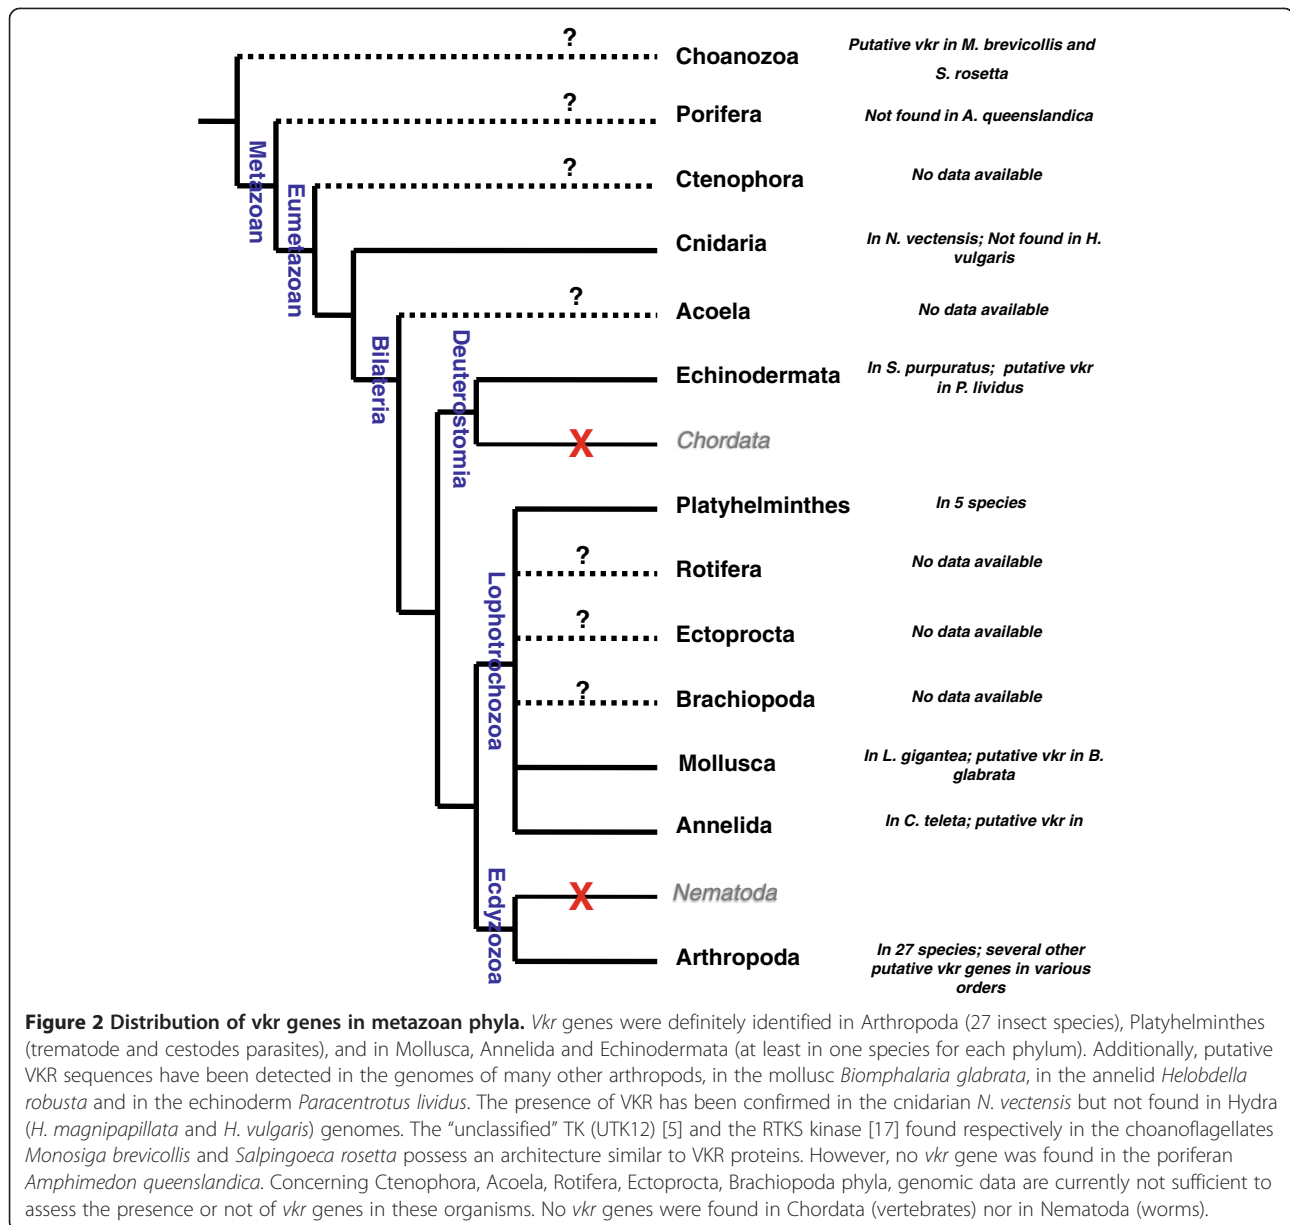 ?
Choanozoa
Putative vkr in M. brevicollis and
S. rosetta
?
Porifera
Not found in A. queenslandica
Metazoan
?
Ctenophora
No data available
Eumetazoan
Cnidaria
In N. vectensis; Not found in H.
vulgaris
?
Acoela
No data available
Bilateria
Deuterostomia
Echinodermata
In S. purpuratus; putative vkr
in P. lividus
X
Chordata
Platyhelminthes
In 5 species
?
Rotifera
No data available
Lophotrochozoa
?
Ectoprocta
No data available
?
Brachiopoda
No data available
Mollusca
In L. gigantea; putative vkr in B.
glabrata
Annelida
In C. teleta; putative vkr in
Ecdyzozoa
X
Nematoda
Arthropoda
In 27 species; several other
putative vkr genes in various
orders
Figure 2 Distribution of vkr genes in metazoan phyla. Vkr genes were definitely identified in Arthropoda (27 insect species), Platyhelminthes
(trematode and cestodes parasites), and in Mollusca, Annelida and Echinodermata (at least in one species for each phylum). Additionally, putative
VKR sequences have been detected in the genomes of many other arthropods, in the mollusc Biomphalaria glabrata, in the annelid Helobdella
robusta and in the echinoderm Paracentrotus lividus. The presence of VKR has been confirmed in the cnidarian N. vectensis but not found in Hydra
(H. magnipapillata and H. vulgaris) genomes. The “unclassified” TK (UTK12) [5] and the RTKS kinase [17] found respectively in the choanoflagellates
Monosiga brevicollis and Salpingoeca rosetta possess an architecture similar to VKR proteins. However, no vkr gene was found in the poriferan
Amphimedon queenslandica. Concerning Ctenophora, Acoela, Rotifera, Ectoprocta, Brachiopoda phyla, genomic data are currently not sufficient to
assess the presence or not of vkr genes in these organisms. No vkr genes were found in Chordata (vertebrates) nor in Nematoda (worms).